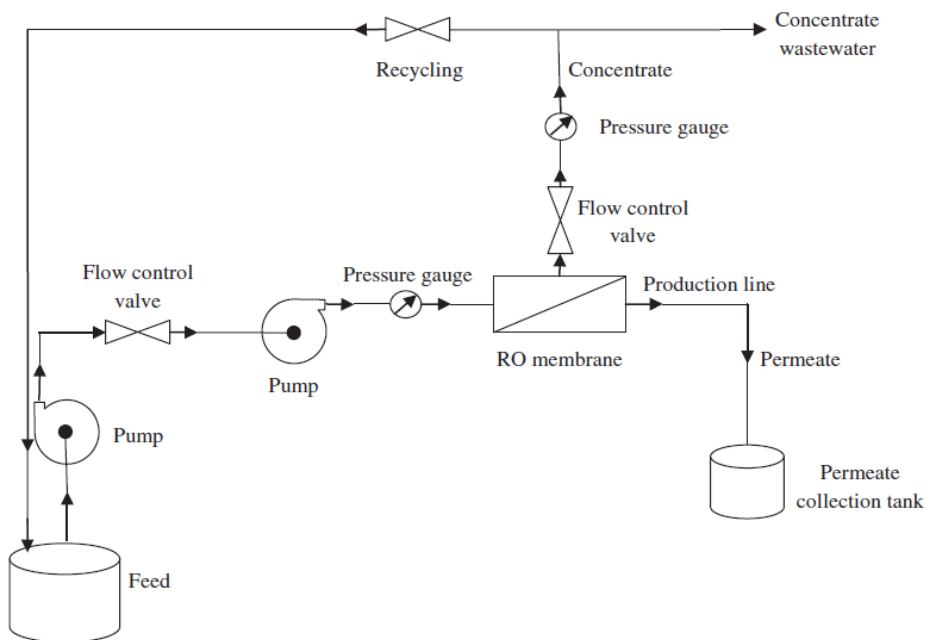 Concentrate
wastewater
Recycling
Concentrate
Pressure gauge
Flow control
valve
Flow control
valve
Pressure gauge
Production line
RO membrane
Permeate
Pump
Pump
Permeate
collection tank
Feed